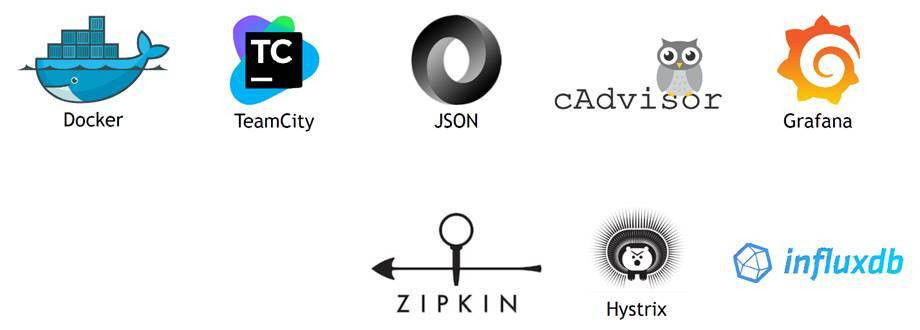 TC
Docker
TeamCity
JSON
cAdvisor
Grafana
ZIPKIN
Hystrix
influxdb